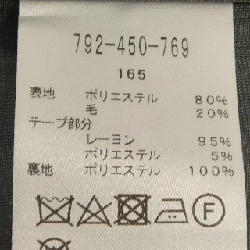 792-450-769
165
表地 ポリエステル 80%
毛 20%
テープ部分
レーヨン 95%
ポリエステル 5%
裏地 ポリエステル 100%
F